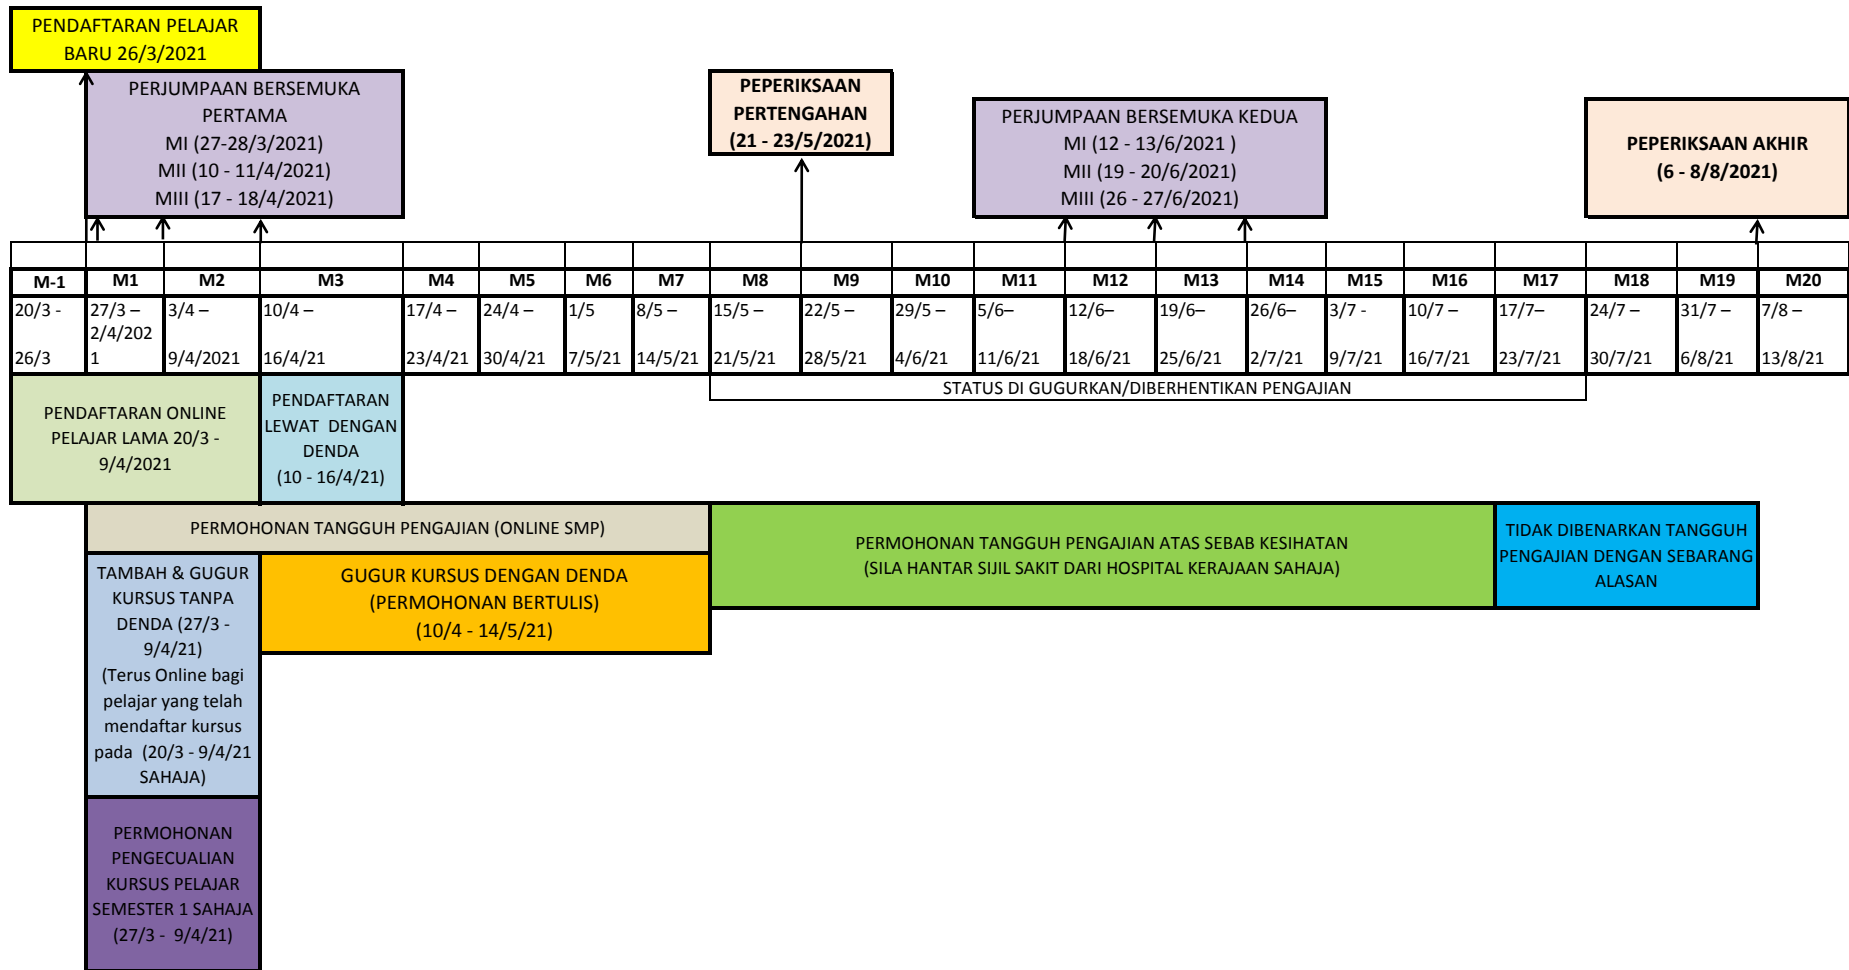 PENDAFTARAN PELAJAR
BARU 26/3/2021
PERJUMPAAN BERSEMUKA
PERTAMA
MI (27-28/3/2021)
MII (10 - 11/4/2021)
MIII (17 - 18/4/2021)
PEPERIKSAAN
PERTENGAHAN
(21 - 23/5/2021)
PERJUMPAAN BERSEMUKA KEDUA
MI (12 - 13/6/2021 )
MII (19 - 20/6/2021)
MIII (26 - 27/6/2021)
PEPERIKSAAN AKHIR
(6 - 8/8/2021)
M-1 M1 M2 M3 M4 M5 M6 M7 M8 M9 M10 M11 M12 M13 M14 M15 M16 M17 M18 M19 M20
20/3 - 27/3 – 3/4 – 10/4 – 17/4 – 24/4 – 1/5 8/5 – 15/5 – 22/5 – 29/5 – 5/6– 12/6– 19/6– 26/6– 3/7 - 10/7 – 17/7– 24/7 – 31/7 – 7/8 –
2/4/202
26/3 1 9/4/2021 16/4/21 23/4/21 30/4/21 7/5/21 14/5/21 21/5/21 28/5/21 4/6/21 11/6/21 18/6/21 25/6/21 2/7/21 9/7/21 16/7/21 23/7/21 30/7/21 6/8/21 13/8/21
STATUS DI GUGURKAN/DIBERHENTIKAN PENGAJIAN
PENDAFTARAN ONLINE
PELAJAR LAMA 20/3 -
9/4/2021
PENDAFTARAN
LEWAT DENGAN
DENDA
(10 - 16/4/21)
PERMOHONAN TANGGUH PENGAJIAN (ONLINE SMP)
PERMOHONAN TANGGUH PENGAJIAN ATAS SEBAB KESIHATAN
(SILA HANTAR SIJIL SAKIT DARI HOSPITAL KERAJAAN SAHAJA)
TIDAK DIBENARKAN TANGGUH
PENGAJIAN DENGAN SEBARANG
ALASAN
TAMBAH & GUGUR
KURSUS TANPA
DENDA (27/3 -
9/4/21)
(Terus Online bagi
pelajar yang telah
mendaftar kursus
pada (20/3 - 9/4/21
SAHAJA)
GUGUR KURSUS DENGAN DENDA
(PERMOHONAN BERTULIS)
(10/4 - 14/5/21)
PERMOHONAN
PENGECUALIAN
KURSUS PELAJAR
SEMESTER 1 SAHAJA
(27/3 - 9/4/21)